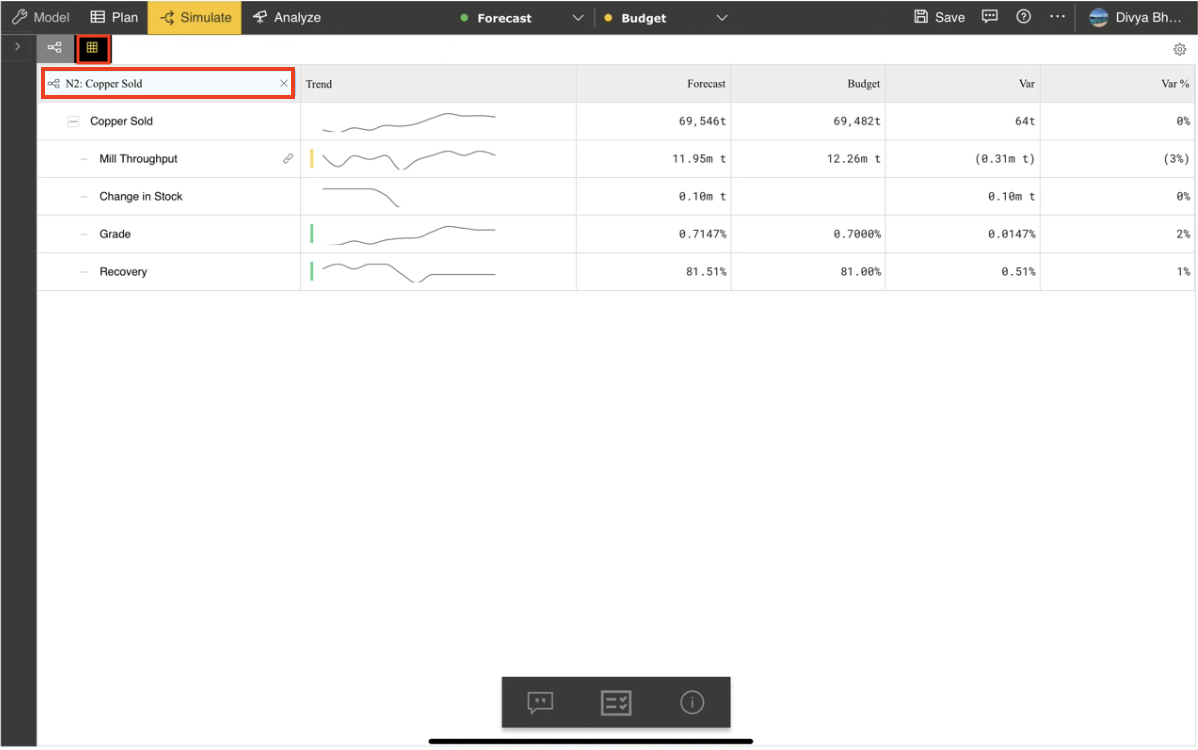 Model Plan Simulate Analyze Forecast Budget Save ? ... Divya Bh...
N2: Copper Sold × Trend Forecast Budget Var Var %
Copper Sold 69,546t 69,482t 64t 0%
Mill Throughput 11.95m t 12.26m t (0.31m t) (3%)
Change in Stock 0.10m t 0.10m t 0%
Grade 0.7147% 0.7000% 0.0147% 2%
Recovery 81.51% 81.00% 0.51% 1%